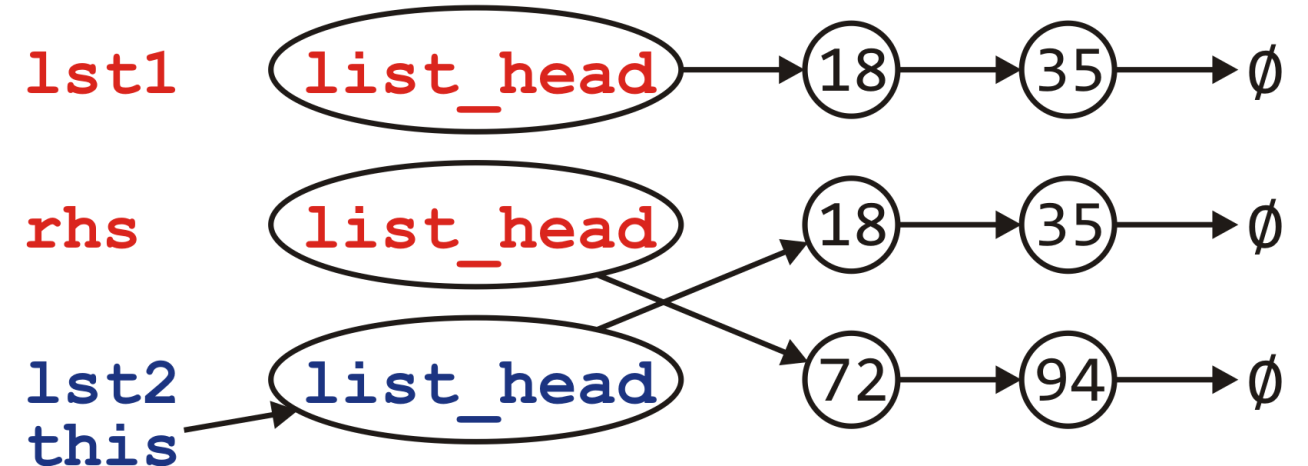 lst1 list_head 18 35 Ø
rhs list_head 18 35 Ø
lst2 list_head 72 94 Ø
this